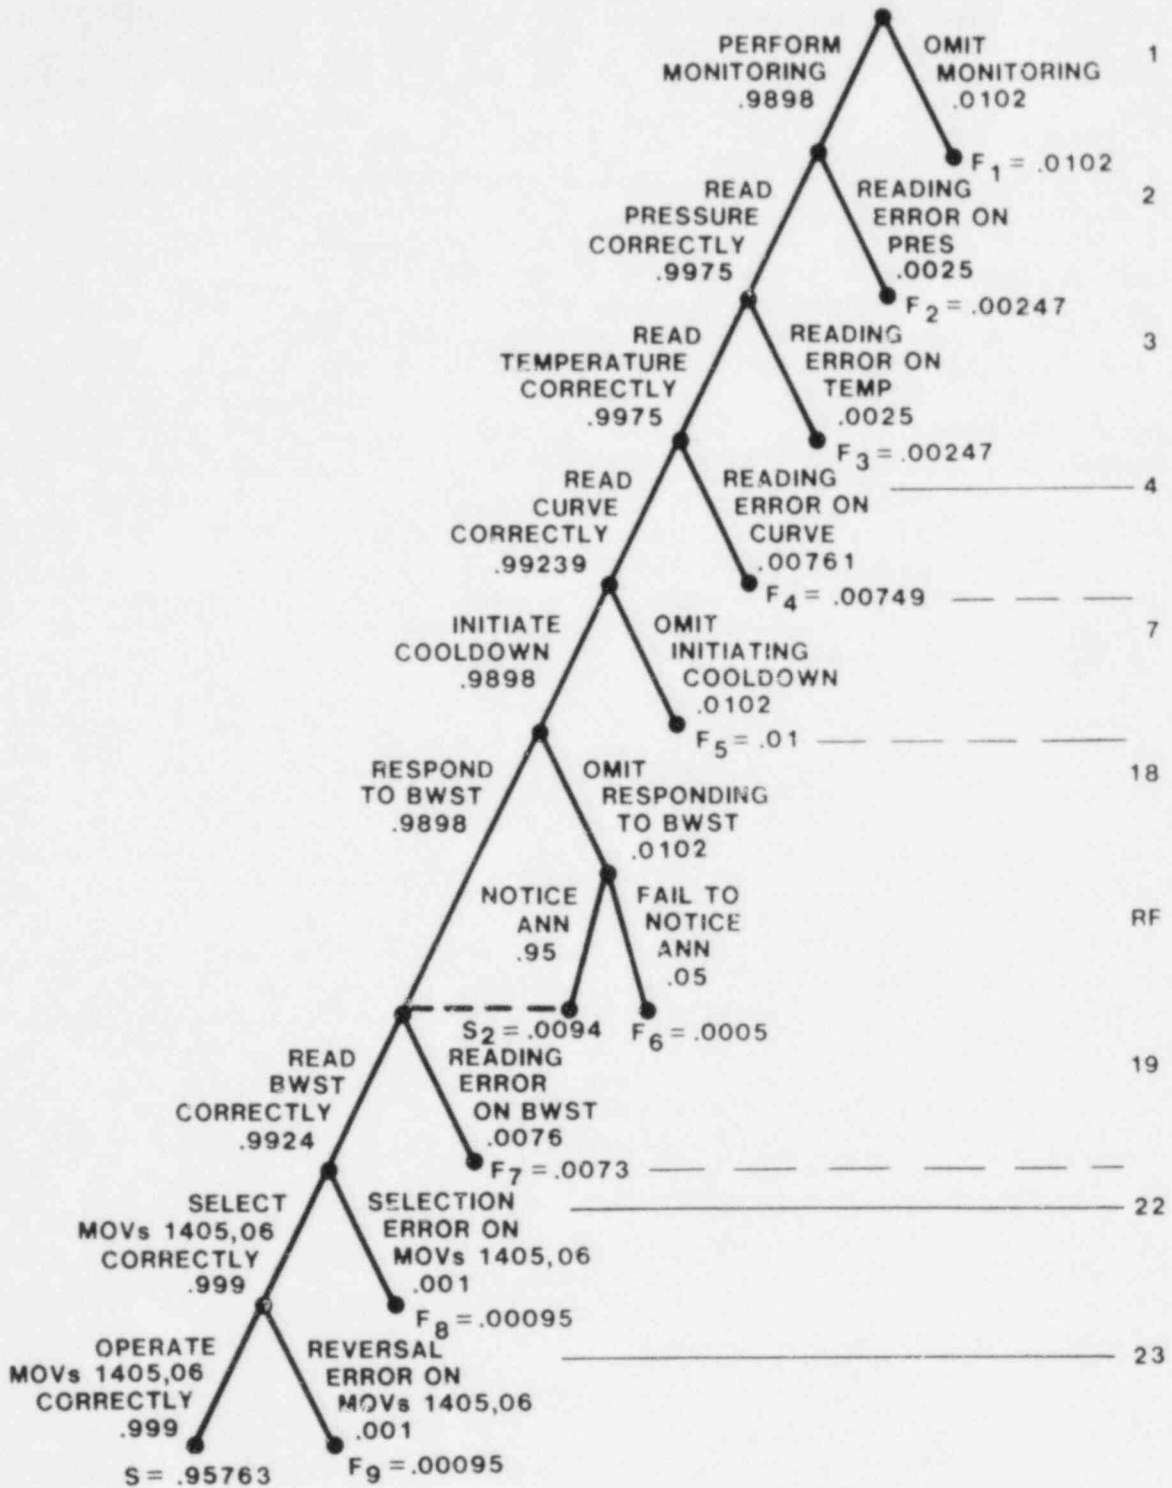 PERFORM
MONITORING
.9898
OMIT
MONITORING
.0102
1
F1 = .0102
READ
PRESSURE
CORRECTLY
.9975
READING
ERROR ON
PRES
.0025
2
F2 = .00247
READ
TEMPERATURE
CORRECTLY
.9975
READING
ERROR ON
TEMP
.0025
3
F3 = .00247
READ
CURVE
CORRECTLY
.99239
READING
ERROR ON
CURVE
.00761
4
F4 = .00749
INITIATE
COOLDOWN
.9898
OMIT
INITIATING
COOLDOWN
.0102
7
F5 = .01
RESPOND
TO BWST
.9898
OMIT
RESPONDING
TO BWST
.0102
18
NOTICE
ANN
.95
FAIL TO
NOTICE
ANN
.05
RF
S2 = .0094
F6 = .0005
READ
BWST
CORRECTLY
.9924
READING
ERROR
ON BWST
.0076
19
F7 = .0073
SELECT
MOVs 1405,06
CORRECTLY
.999
SELECTION
ERROR ON
MOVs 1405,06
.001
22
F8 = .00095
OPERATE
MOVs 1405,06
CORRECTLY
.999
REVERSAL
ERROR ON
MOVs 1405,06
.001
23
S = .95763
F9 = .00095